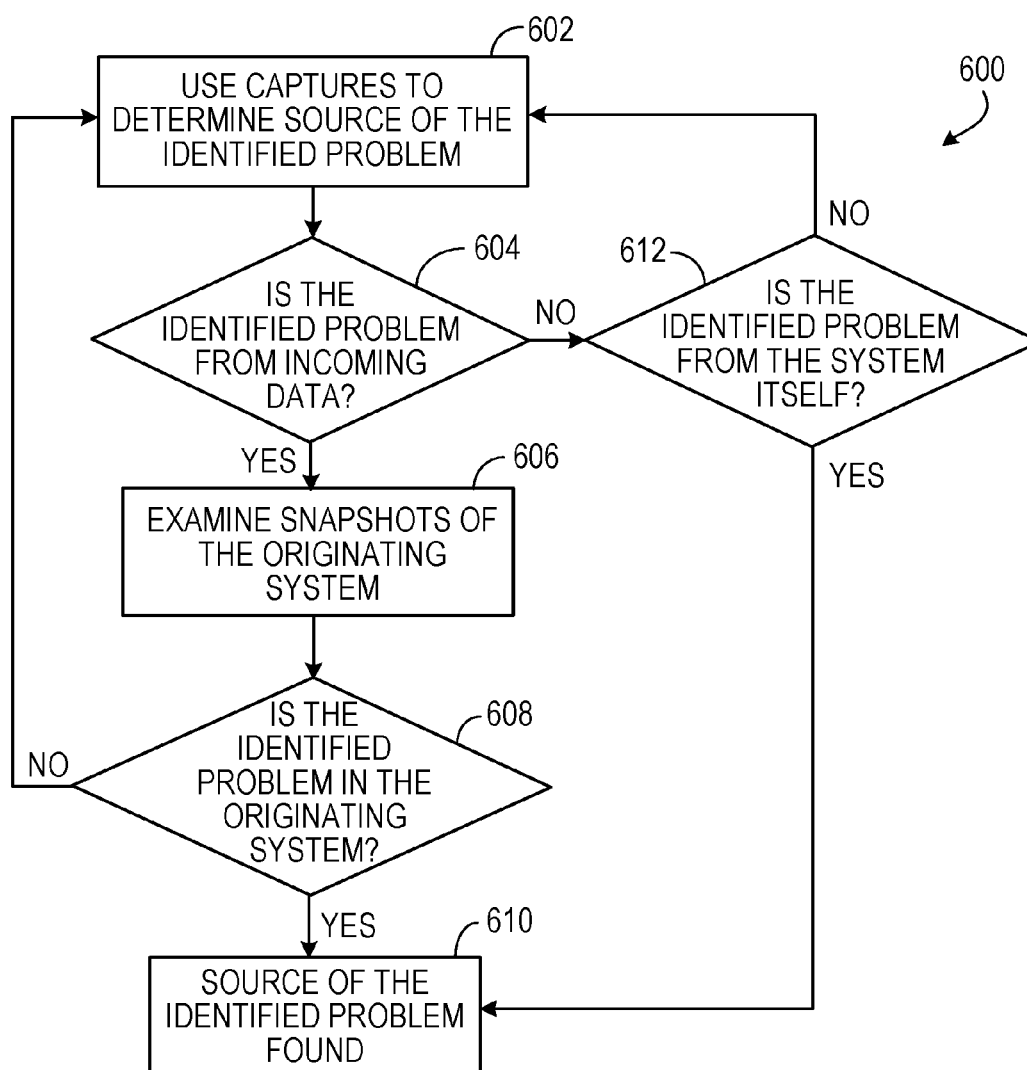 602
USE CAPTURES TO
DETERMINE SOURCE OF THE
IDENTIFIED PROBLEM
600
NO
604
IS THE
IDENTIFIED PROBLEM
FROM INCOMING
DATA?
NO
612
IS THE
IDENTIFIED PROBLEM
FROM THE SYSTEM
ITSELF?
YES
YES
606
EXAMINE SNAPSHOTS OF
THE ORIGINATING
SYSTEM
608
IS THE
IDENTIFIED
PROBLEM IN THE
ORIGINATING
SYSTEM?
NO
YES
610
SOURCE OF THE
IDENTIFIED PROBLEM
FOUND